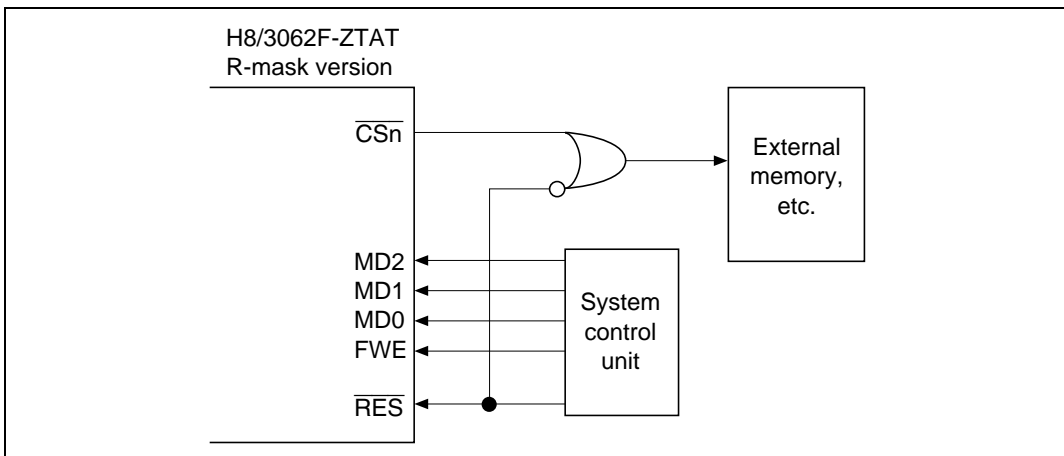 H8/3062F-ZTAT
R-mask version
CSn
External
memory,
etc.
MD2
MD1
MD0
FWE
RES
System
control
unit